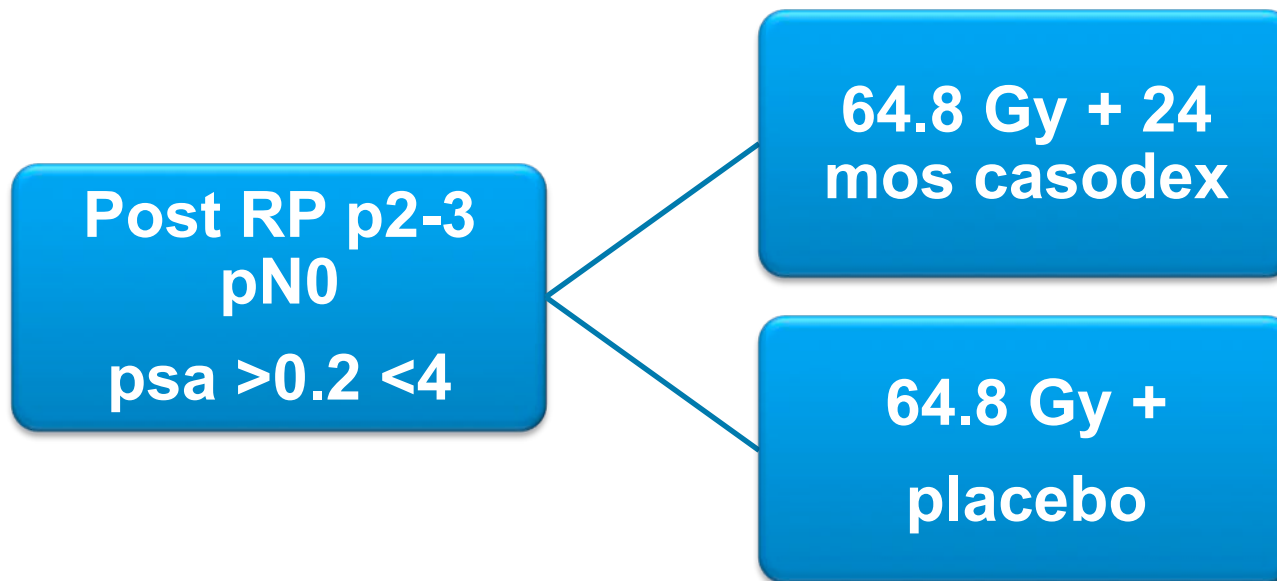 Post RP p2-3
pN0
psa >0.2 <4
64.8 Gy + 24
mos casodex
64.8 Gy +
placebo